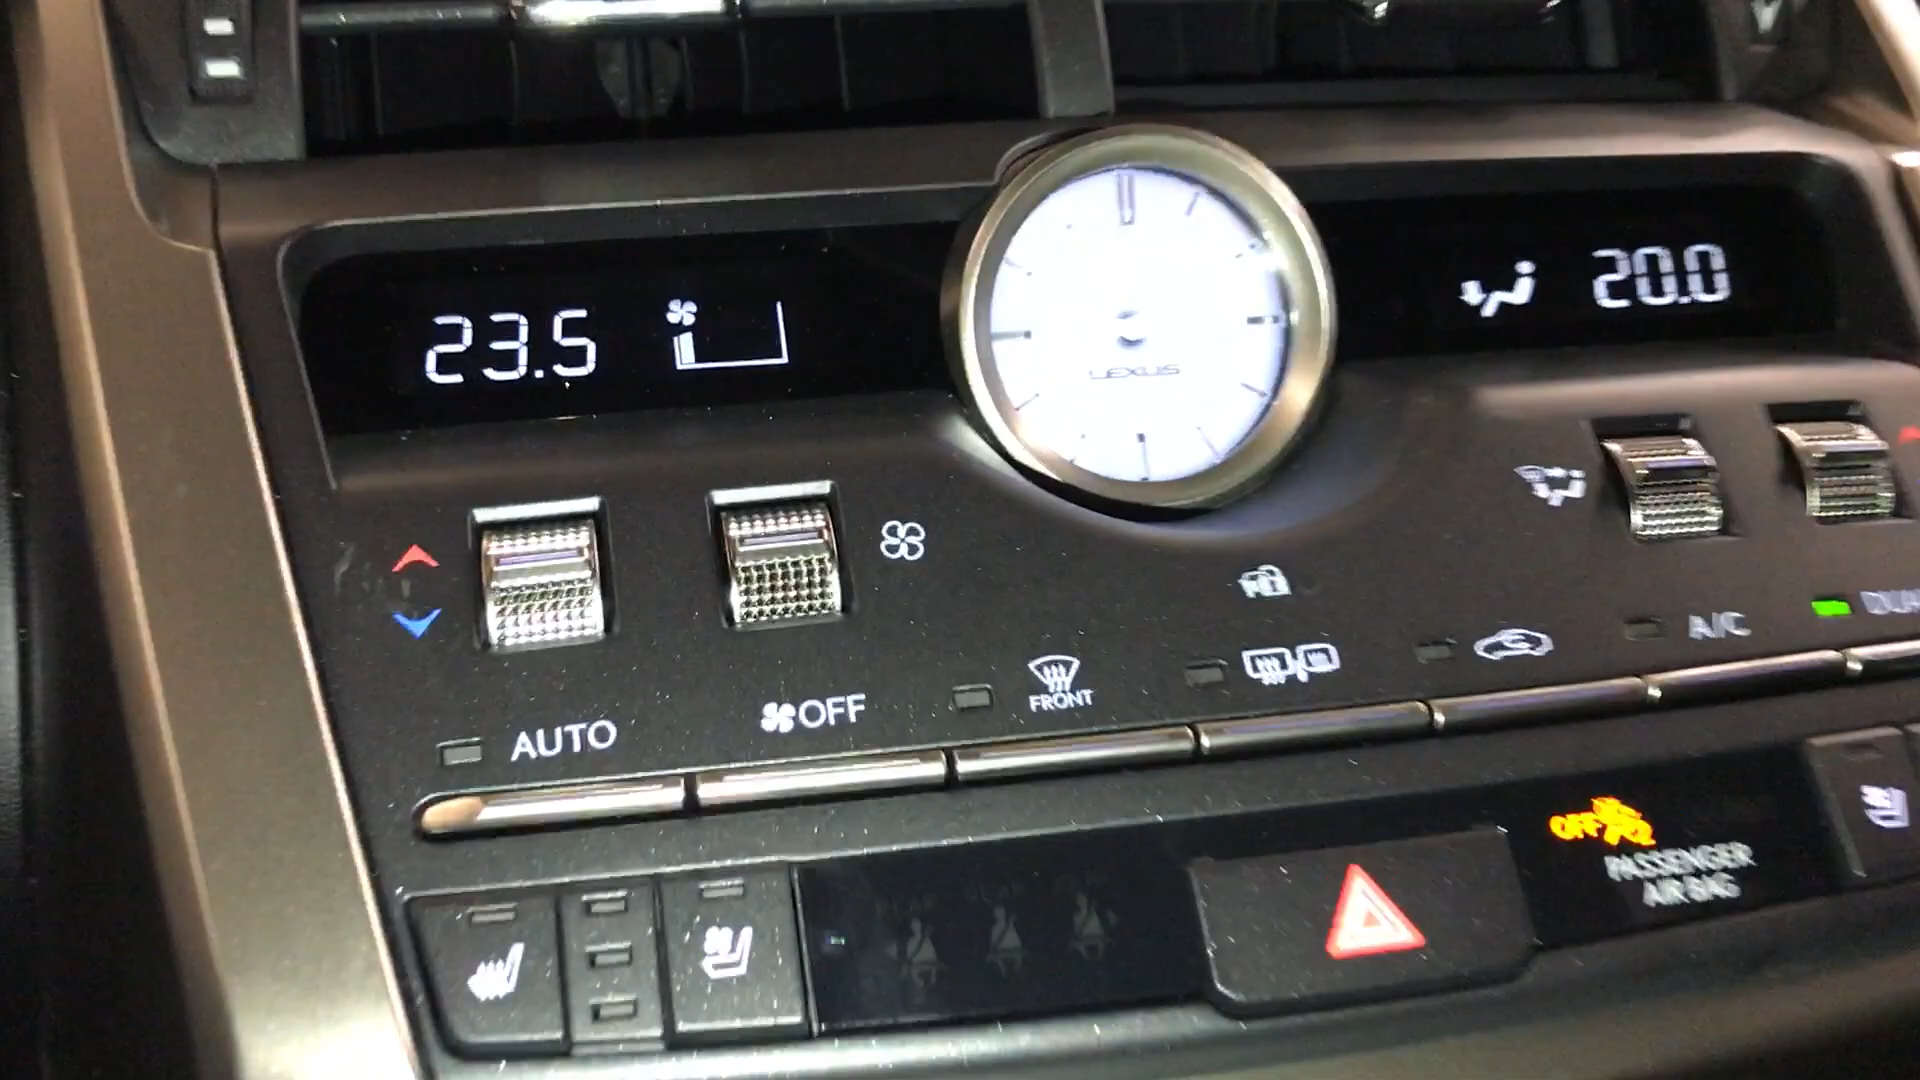 23.5
20.0
LEXUS
AUTO
OFF
FRONT
A/C
OFF
PASSENGER
AIR BAG